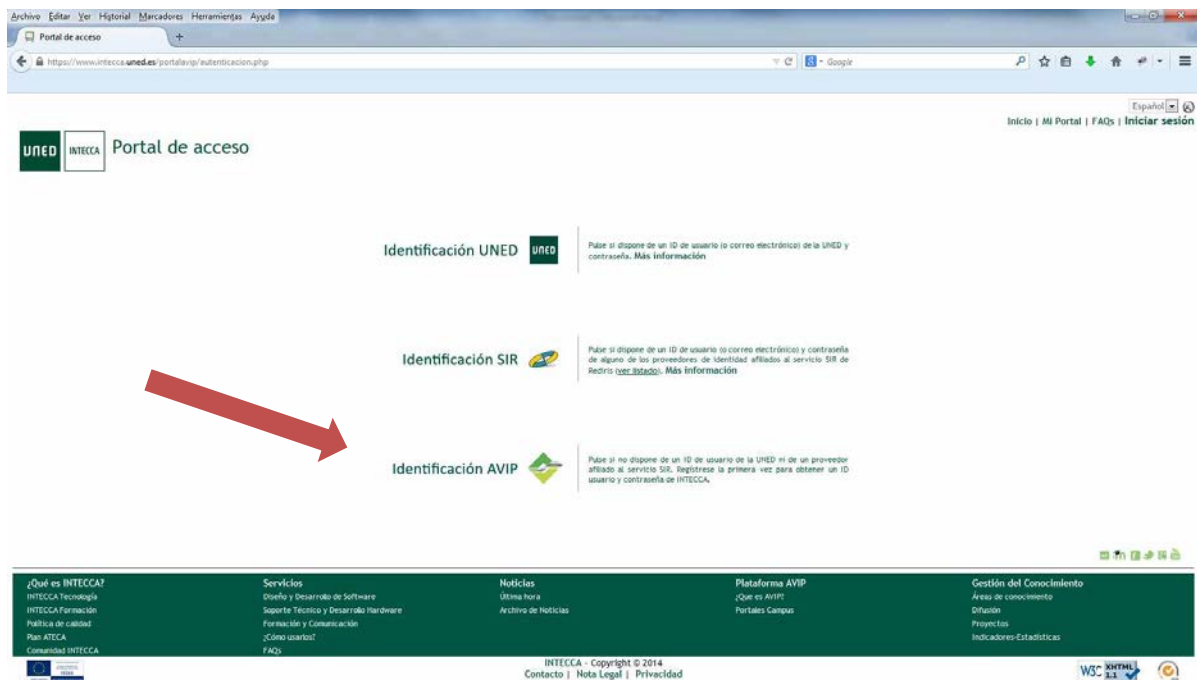 Archivo Editar Ver Historial Marcadores Herramientas Ayuda
Portal de acceso
https://www.intecca.uned.es/portalavip/autenticacion.php
Google
Español
Inicio | Mi Portal | FAQs | Iniciar sesión
UNED INTECCA Portal de acceso
Identificación UNED UNED
Pulse si dispone de un ID de usuario (o correo electrónico) de la UNED y
contraseña. Más información
Identificación SIR
Pulse si dispone de un ID de usuario (o correo electrónico) y contraseña
de alguno de los proveedores de identidad afiliados al servicio SIR de
Rediris (ver listado). Más información
Identificación AVIP
Pulse si no dispone de un ID de usuario de la UNED ni de un proveedor
afiliado al servicio SIR. Regístrese la primera vez para obtener un ID
usuario y contraseña de INTECCA.
¿Qué es INTECCA?
INTECCA Tecnología
INTECCA Formación
Política de calidad
Plan ATECA
Comunidad INTECCA
Servicios
Diseño y Desarrollo de Software
Soporte Técnico y Desarrollo Hardware
Formación y Comunicación
¿Cómo usarlos?
FAQs
Noticias
Última hora
Archivo de Noticias
Plataforma AVIP
¿Que es AVIP?
Portales Campus
Gestión del Conocimiento
Áreas de conocimiento
Difusión
Proyectos
Indicadores-Estadísticas
INTECCA - Copyright © 2014
Contacto | Nota Legal | Privacidad
W3C XHTML 1.1